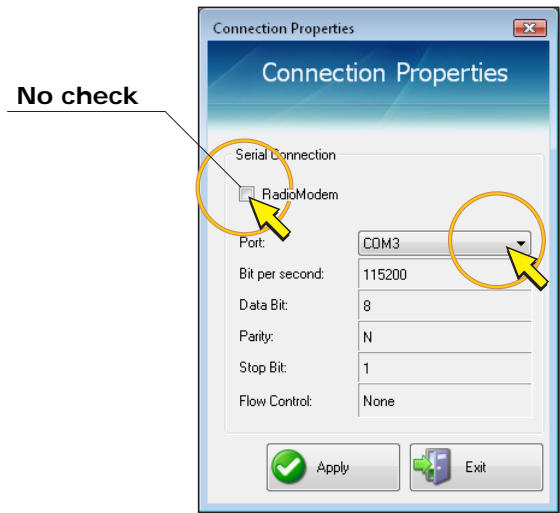 Connection Properties
Connection Properties
No check
Serial Connection
RadioModem
Port: COM3
Bit per second: 115200
Data Bit: 8
Parity: N
Stop Bit: 1
Flow Control: None
Apply Exit